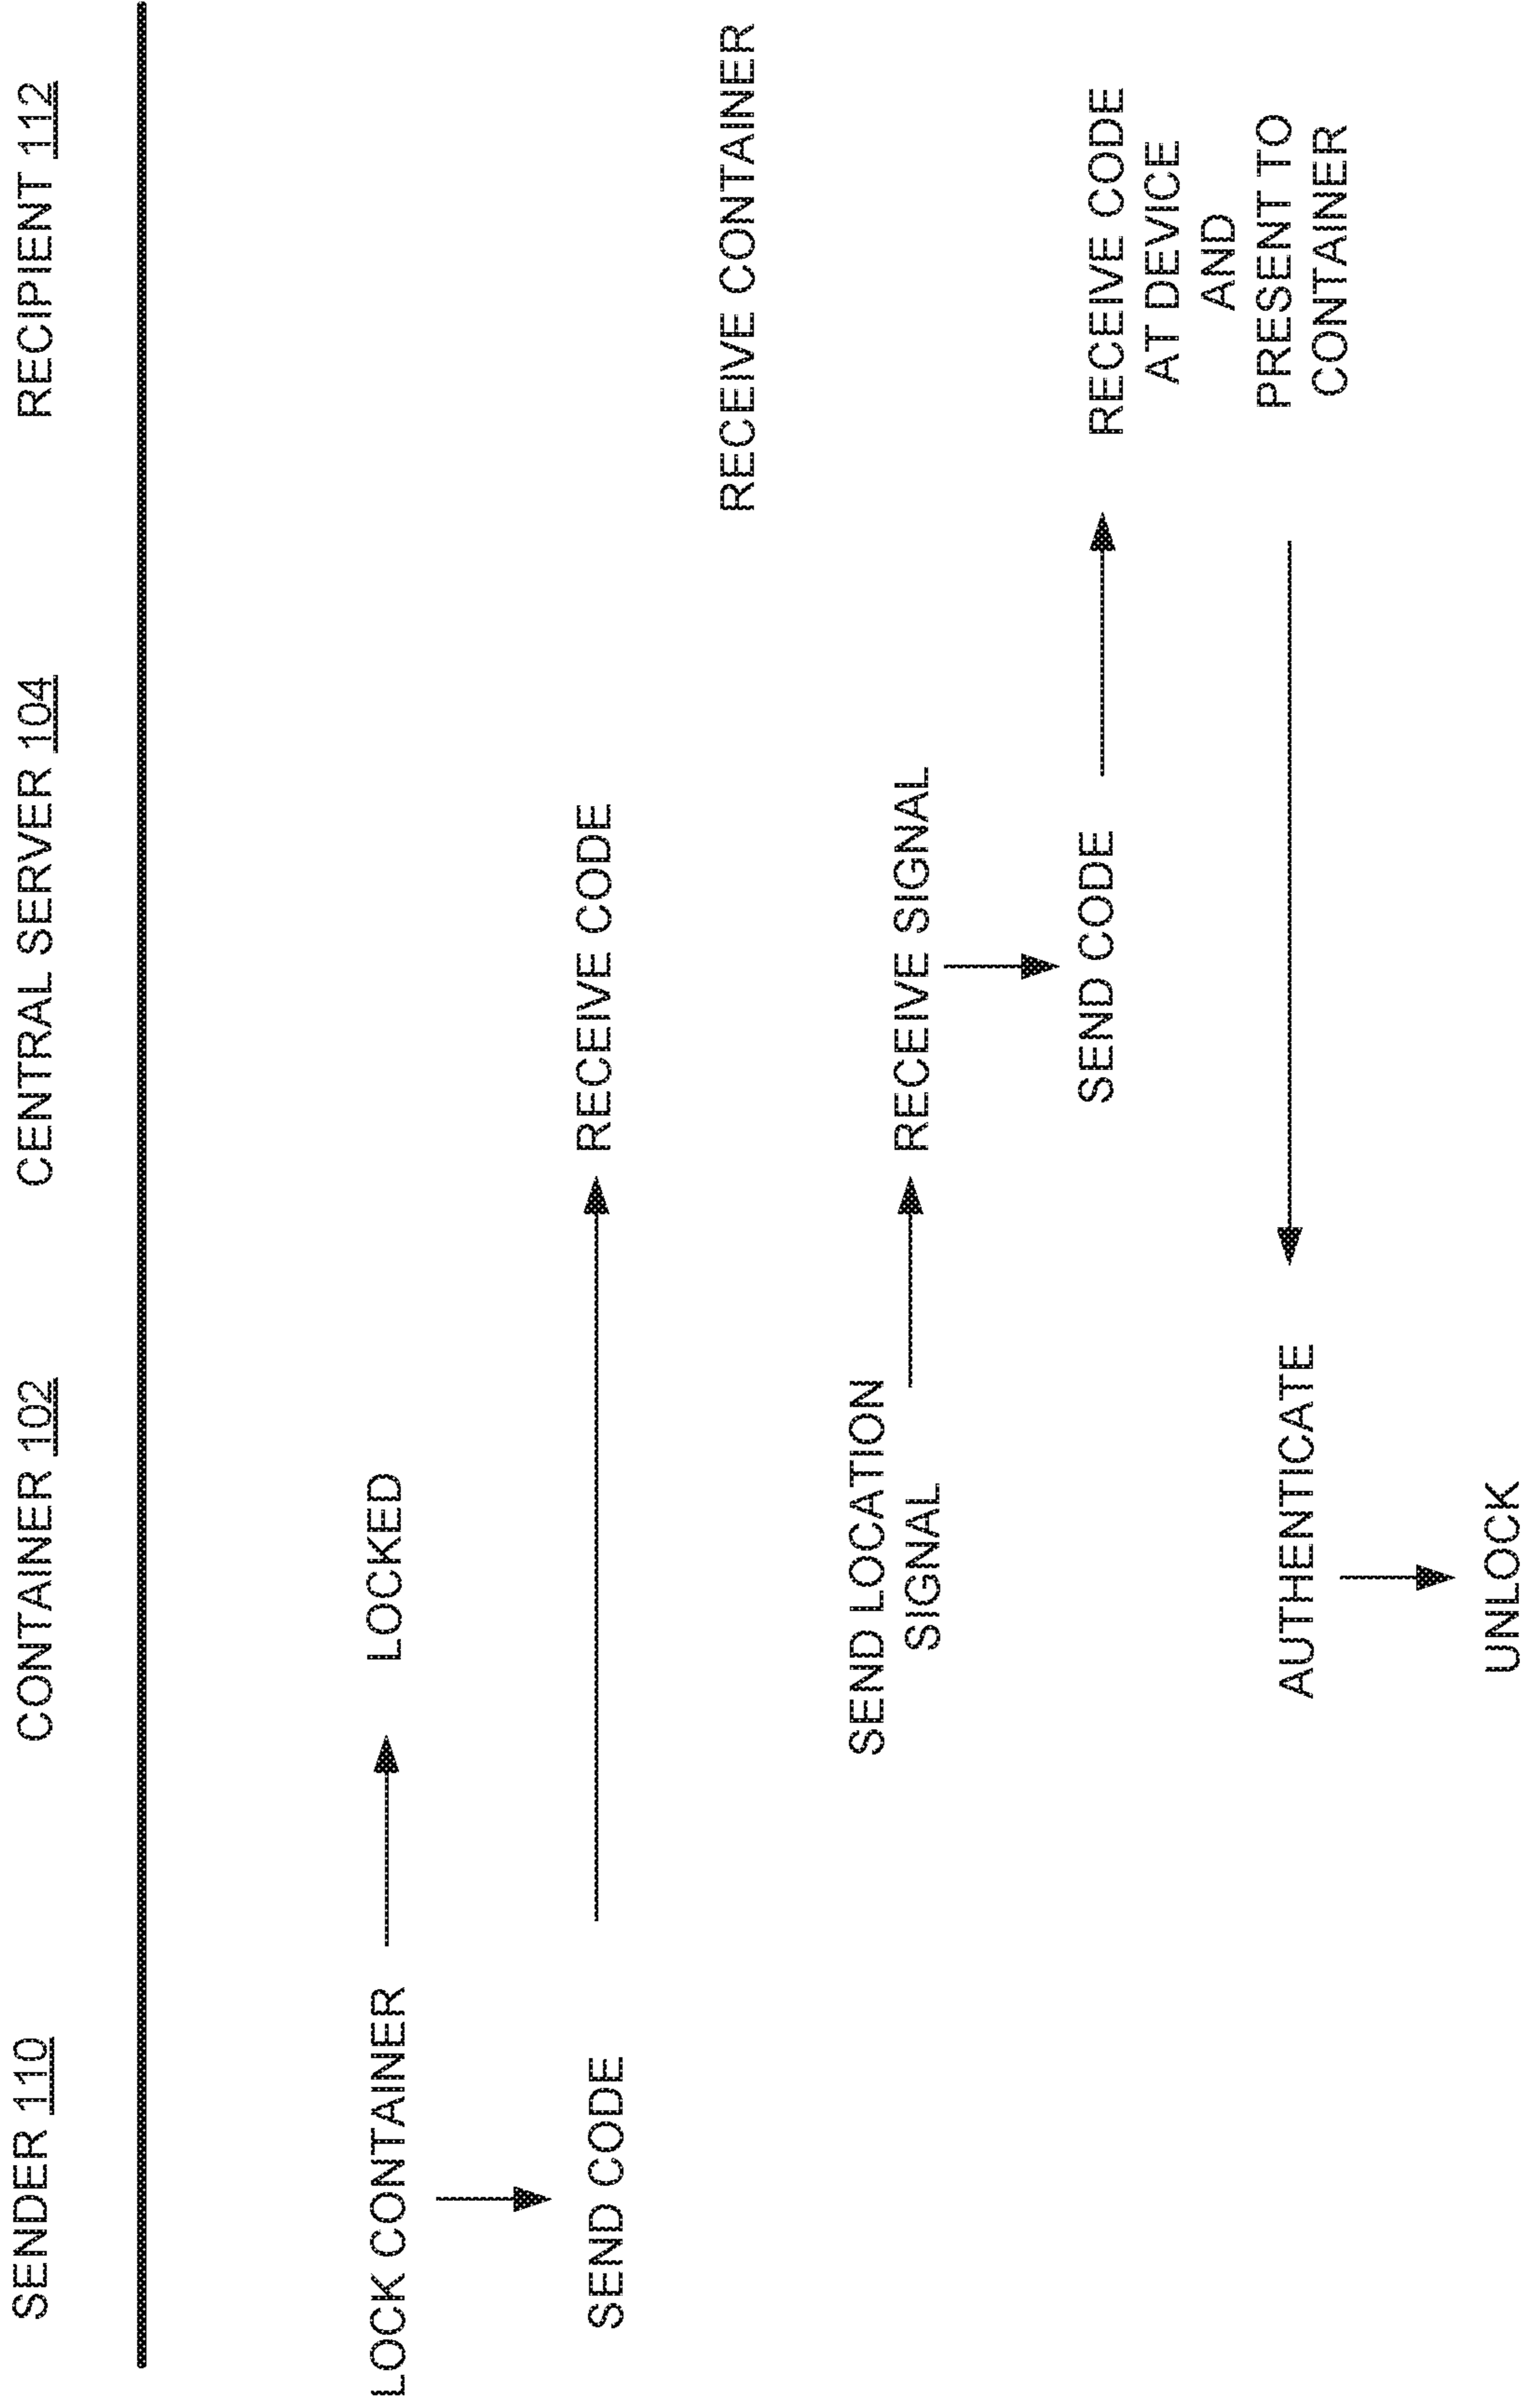 SENDER 110
CONTAINER 102
CENTRAL SERVER 104
RECIPIENT 112
LOCK CONTAINER
LOCKED
SEND CODE
RECEIVE CODE
RECEIVE CONTAINER
SEND LOCATION
SIGNAL
RECEIVE SIGNAL
SEND CODE
RECEIVE CODE
AT DEVICE
AND
PRESENT TO
CONTAINER
AUTHENTICATE
UNLOCK